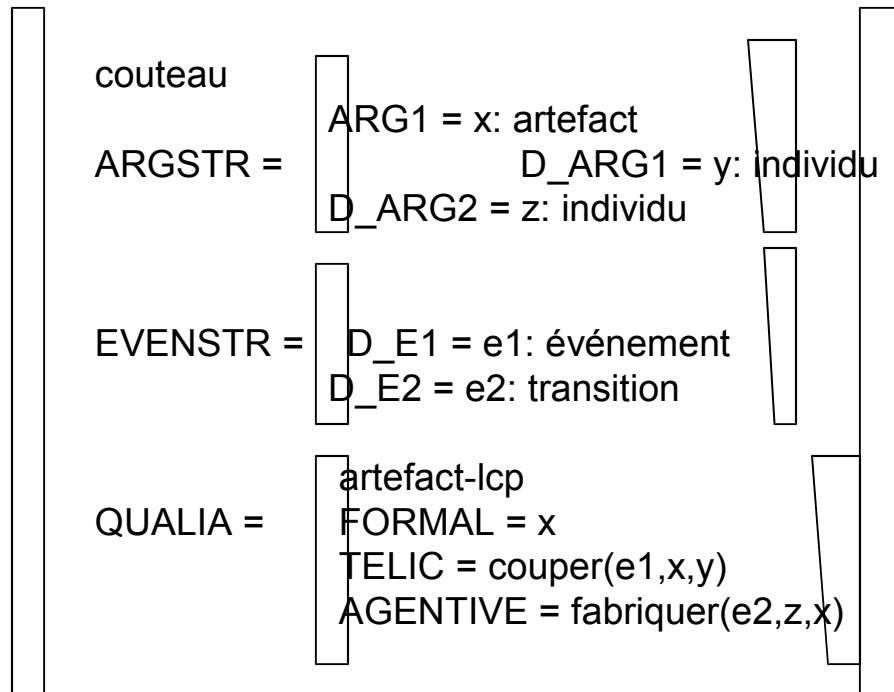 couteau
ARG1 = x: artefact
ARGSTR = D_ARG1 = y: individu
D_ARG2 = z: individu
EVENSTR = D_E1 = e1: événement
D_E2 = e2: transition
artefact-lcp
QUALIA = FORMAL = x
TELIC = couper(e1,x,y)
AGENTIVE = fabriquer(e2,z,x)